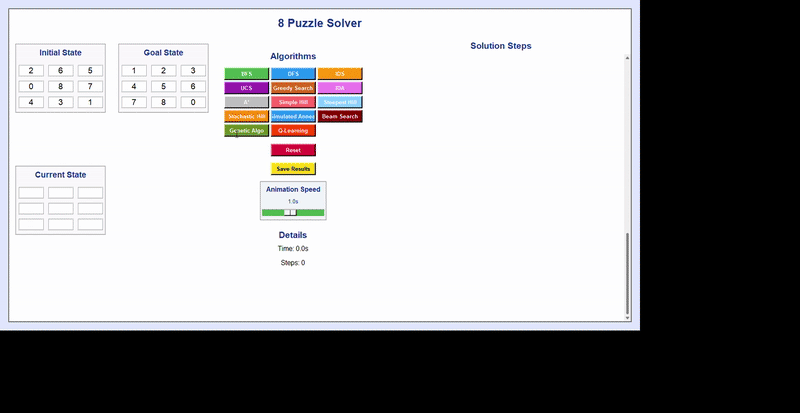 8 Puzzle Solver
Initial State
2 6 5
0 8 7
4 3 1
Goal State
1 2 3
4 5 6
7 8 0
Current State
Algorithms
BFS DFS IDS
UCS Greedy Search IDA
A* Simple Hill Steepest Hill
Stochastic Hill Simulated Anneal Beam Search
Genetic Algo Q-Learning
Reset
Save Results
Animation Speed
1.0s
Details
Time: 0.0s
Steps: 0
Solution Steps